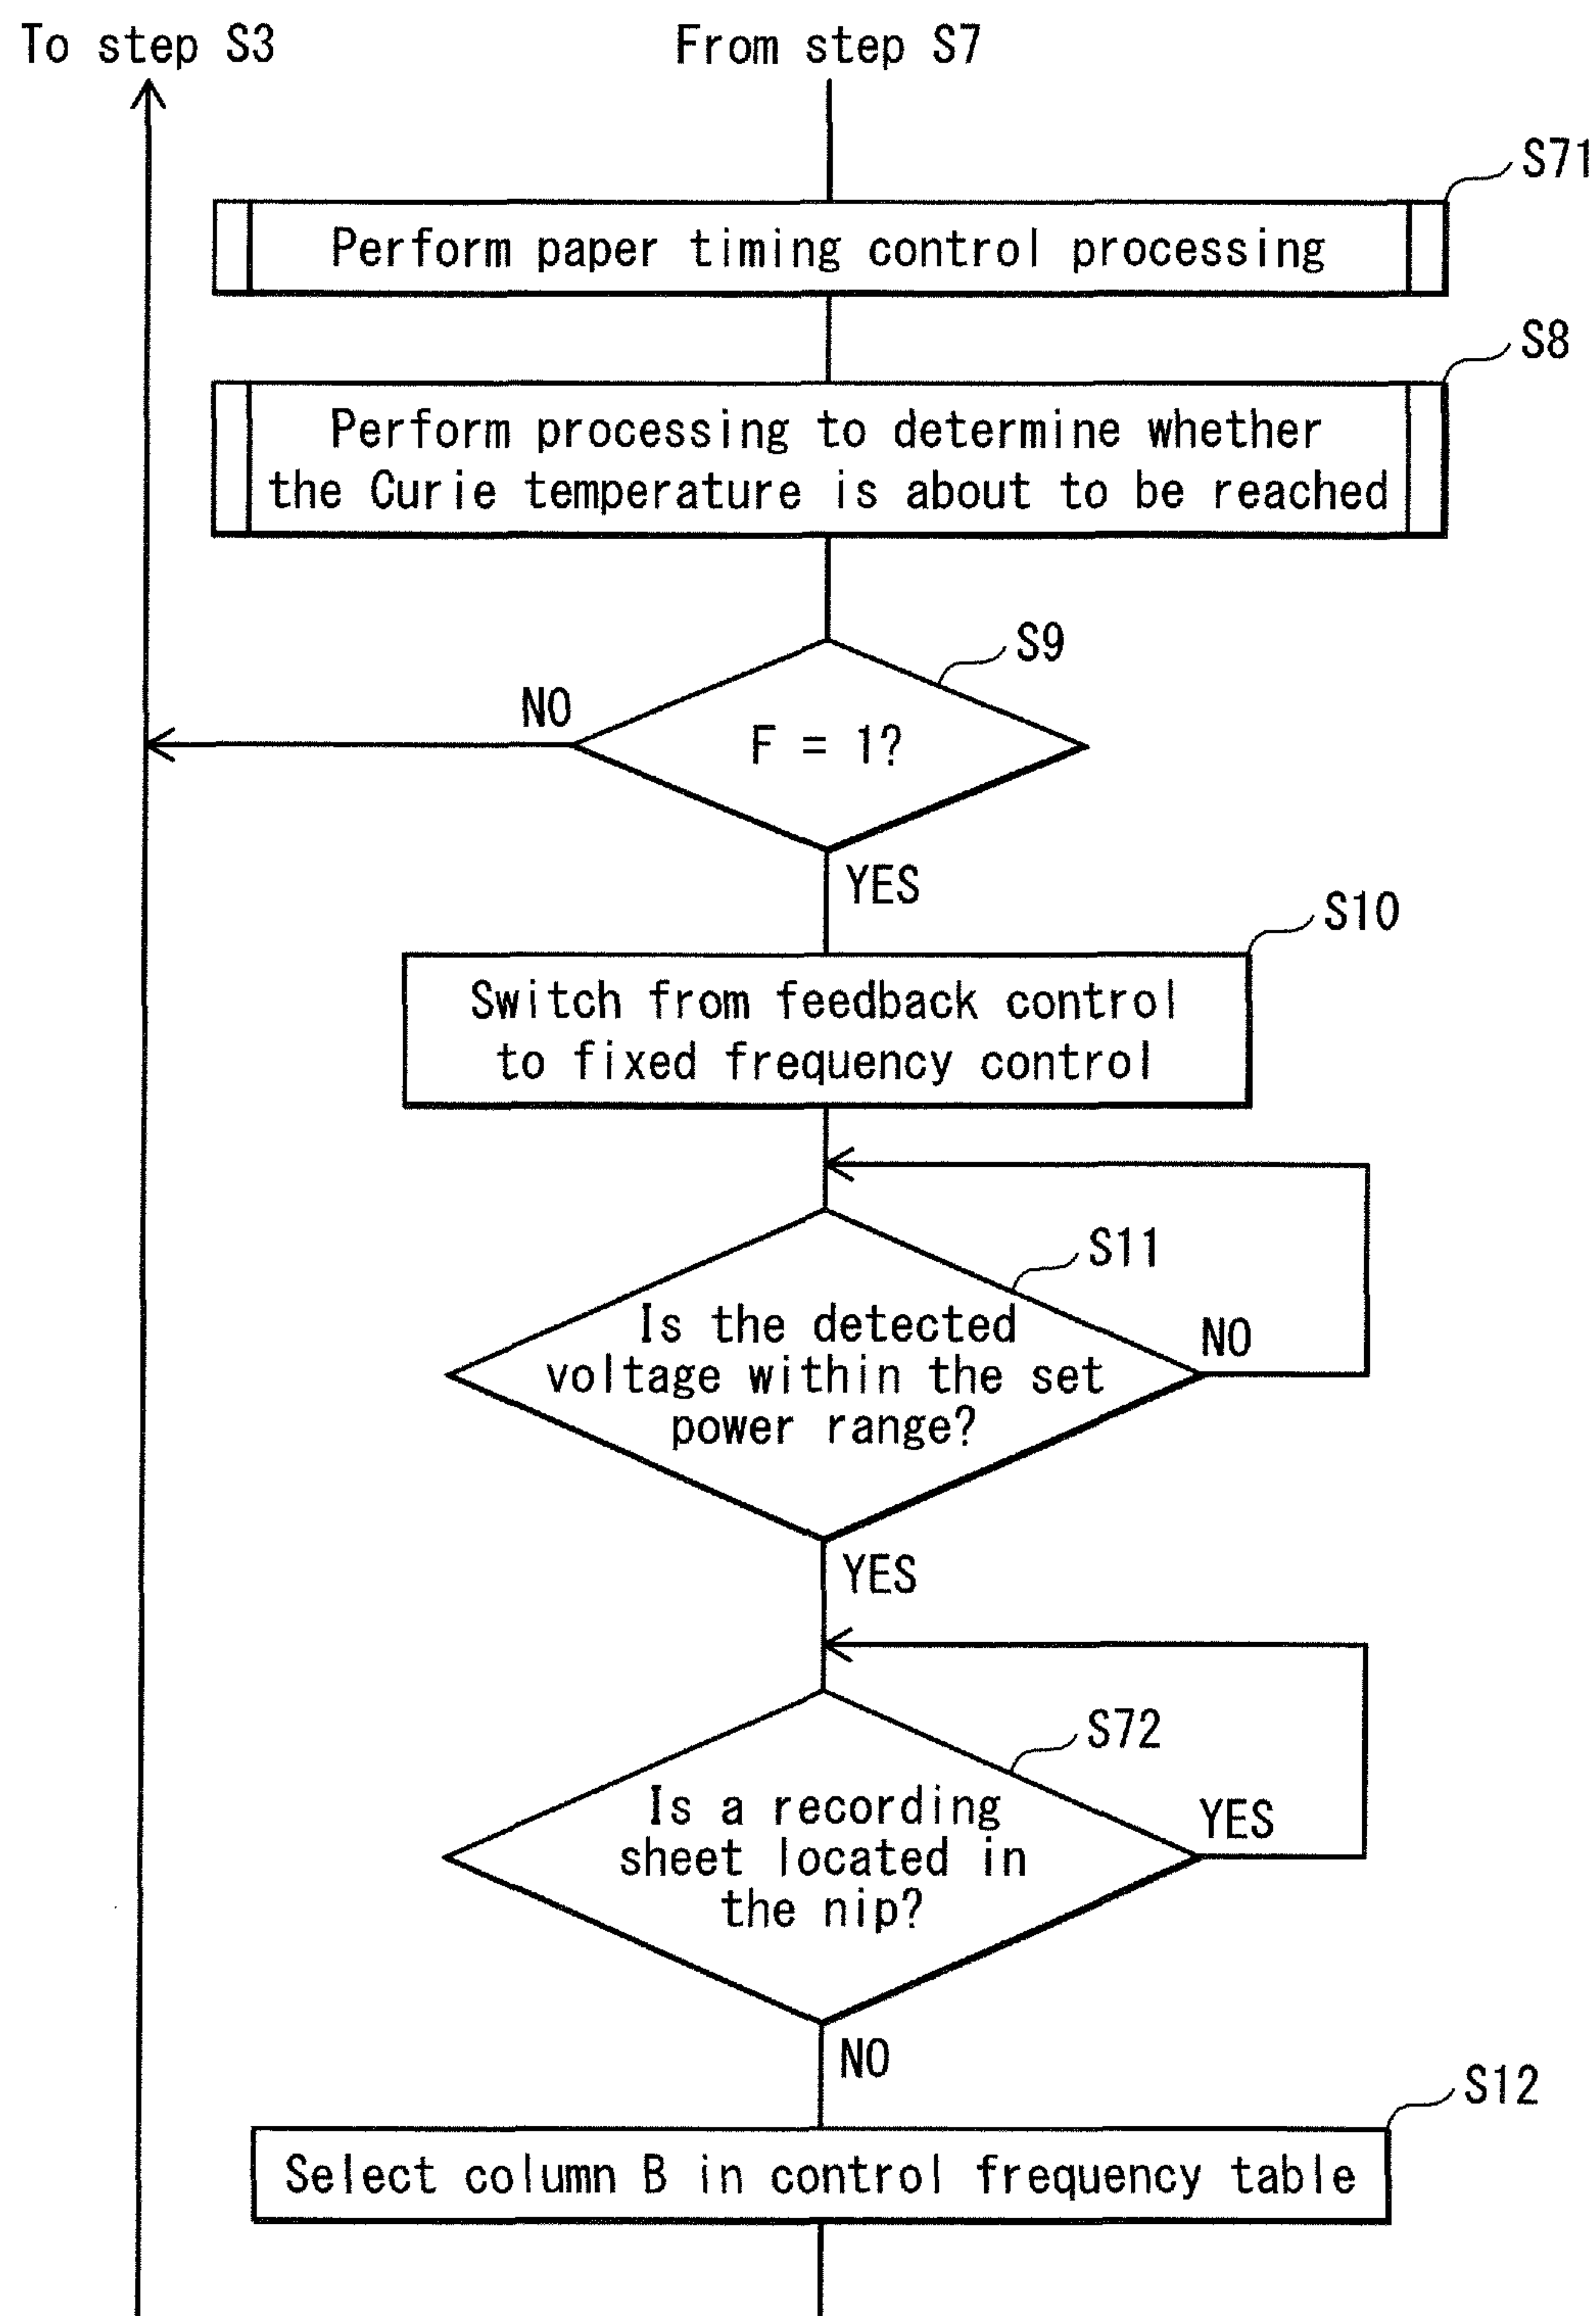 To step S3
From step S7
S71
Perform paper timing control processing
S8
Perform processing to determine whether
the Curie temperature is about to be reached
S9
NO
F = 1?
YES
S10
Switch from feedback control
to fixed frequency control
S11
Is the detected
voltage within the set
power range?
NO
YES
S72
Is a recording
sheet located in
the nip?
YES
NO
S12
Select column B in control frequency table